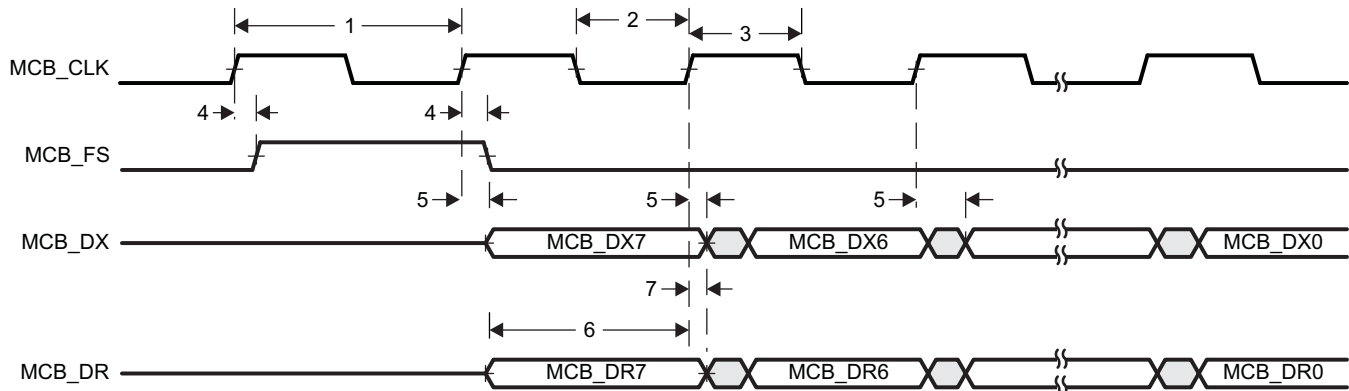 1 2 3
MCB_CLK
4 4
MCB_FS
5 5 5
MCB_DX MCB_DX7 MCB_DX6 MCB_DX0
7
6
MCB_DR MCB_DR7 MCB_DR6 MCB_DR0